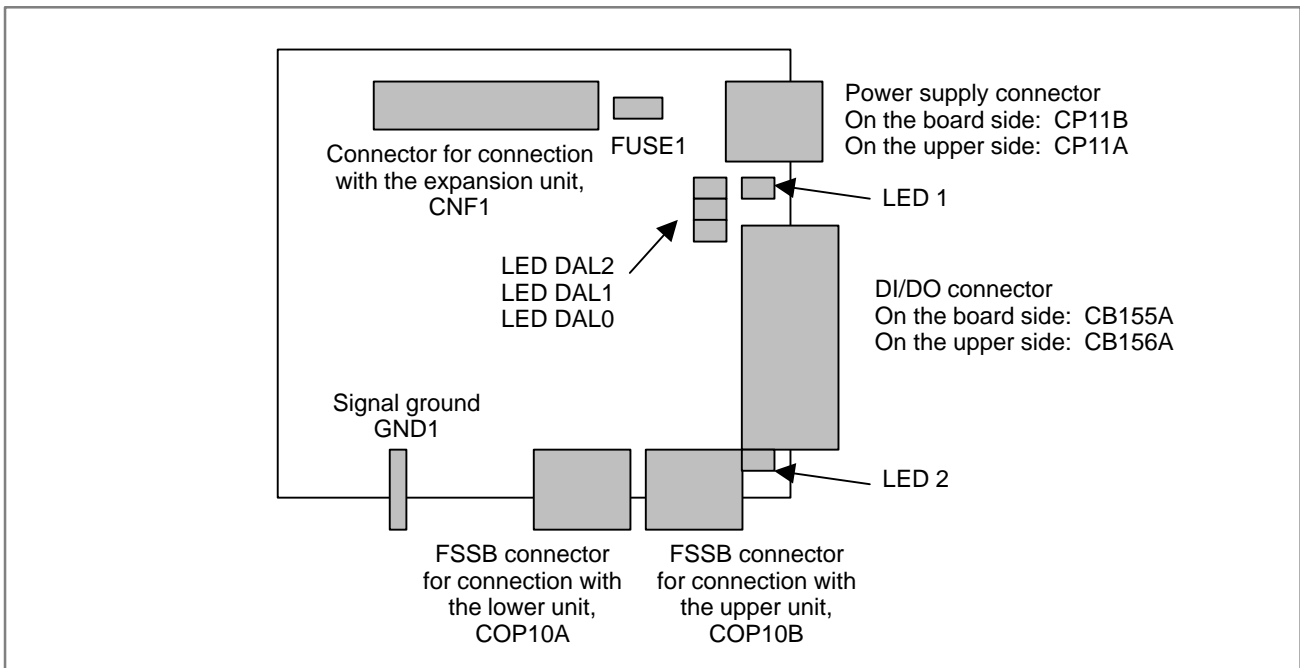 Power supply connector
On the board side: CP11B
On the upper side: CP11A
FUSE1
Connector for connection
with the expansion unit,
CNF1
LED 1
LED DAL2
LED DAL1
LED DAL0
DI/DO connector
On the board side: CB155A
On the upper side: CB156A
Signal ground
GND1
LED 2
FSSB connector
for connection with
the lower unit,
COP10A
FSSB connector
for connection with
the upper unit,
COP10B